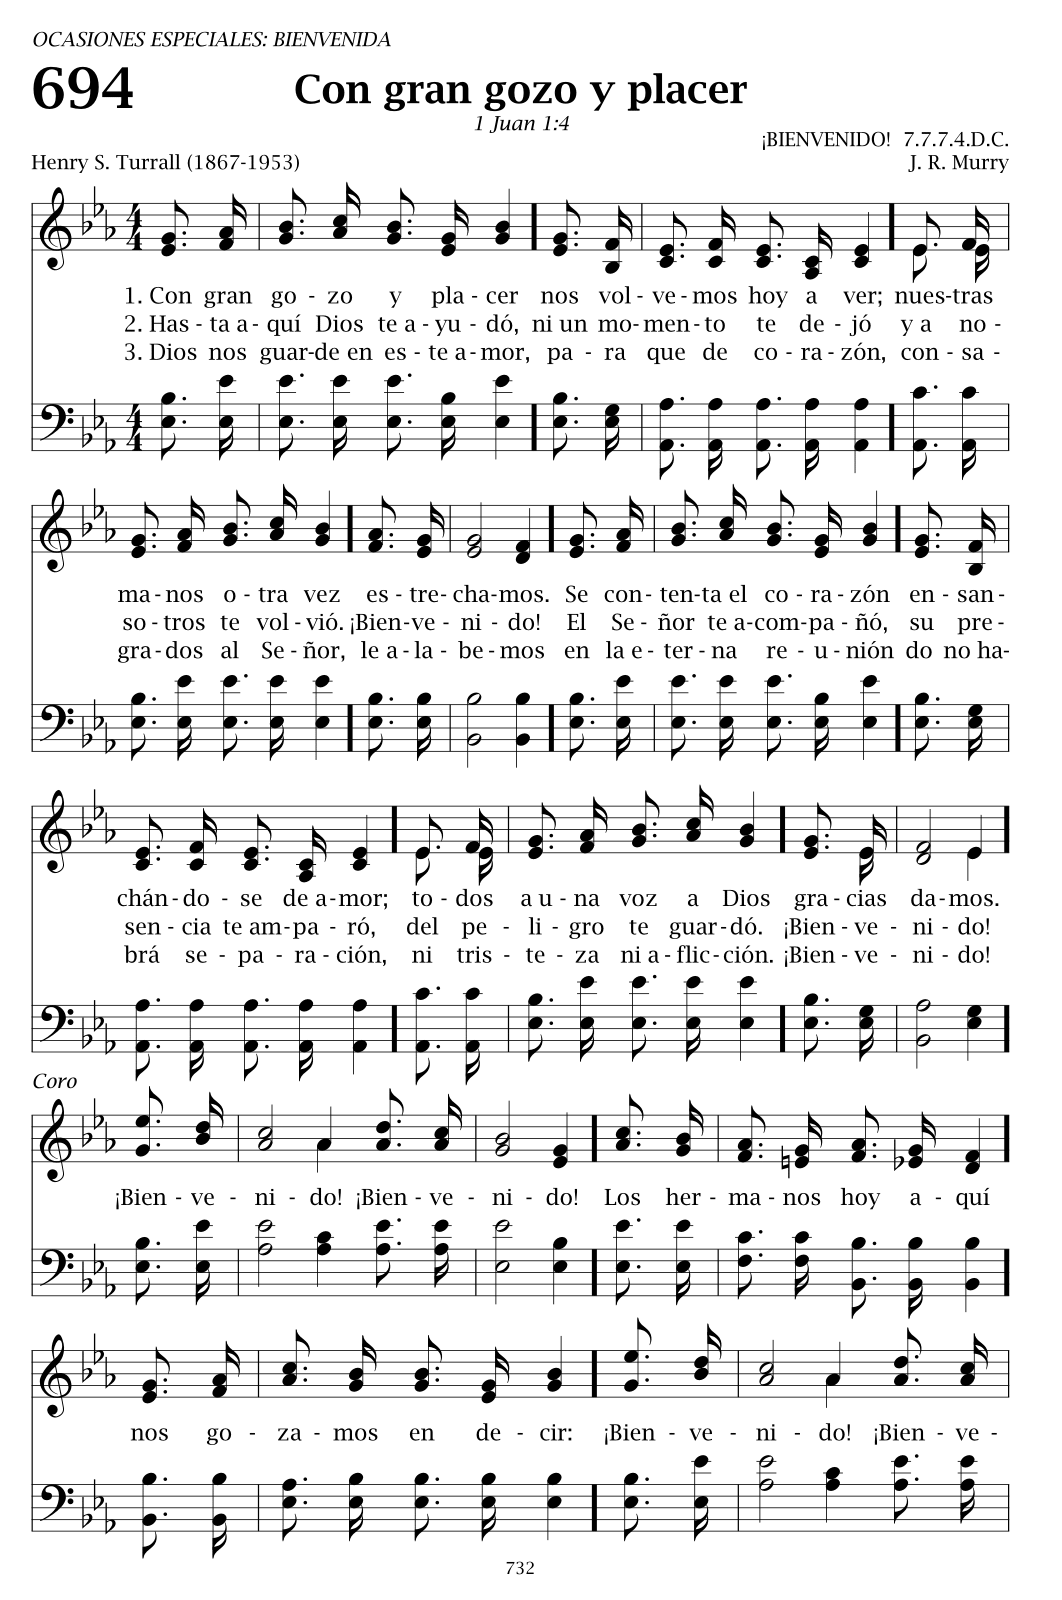 OCASIONES ESPECIALES: BIENVENIDA
694
Con gran gozo y placer
1 Juan 1:4
¡BIENVENIDO! 7.7.7.4.D.C.
Henry S. Turrall (1867-1953)
J. R. Murry
1. Con gran go - zo y pla - cer nos vol - ve - mos hoy a ver; nues - tras
2. Has - ta a - quí Dios te a - yu - dó, ni un mo - men - to te de - jó y a no -
3. Dios nos guar - de en es - te a - mor, pa - ra que de co - ra - zón, con - sa -
ma - nos o - tra vez es - tre - cha - mos. Se con - ten - ta el co - ra - zón en - san -
so - tros te vol - vió. ¡Bien - ve - ni - do! El Se - ñor te a - com - pa - ñó, su pre -
gra - dos al Se - ñor, le a - la - be - mos en la e - ter - na re - u - nión do no ha-
chán - do - se de a - mor; to - dos a u - na voz a Dios gra - cias da - mos.
sen - cia te am - pa - ró, del pe - li - gro te guar - dó. ¡Bien - ve - ni - do!
brá se - pa - ra - ción, ni tris - te - za ni a - flic - ción. ¡Bien - ve - ni - do!
Coro
¡Bien - ve - ni - do! ¡Bien - ve - ni - do! Los her - ma - nos hoy a - quí
nos go - za - mos en de - cir: ¡Bien - ve - ni - do! ¡Bien - ve -
732